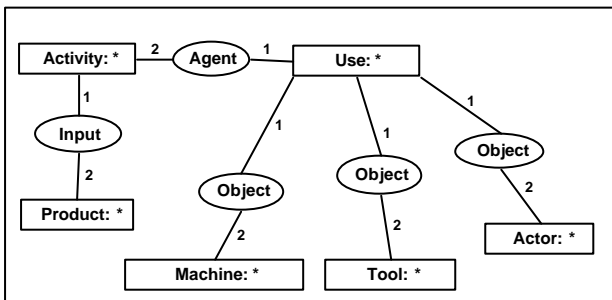 Activity: *
2
Agent
1
Use: *
1
Input
2
Product: *
1
Object
2
Machine: *
1
Object
2
Tool: *
1
Object
2
Actor: *